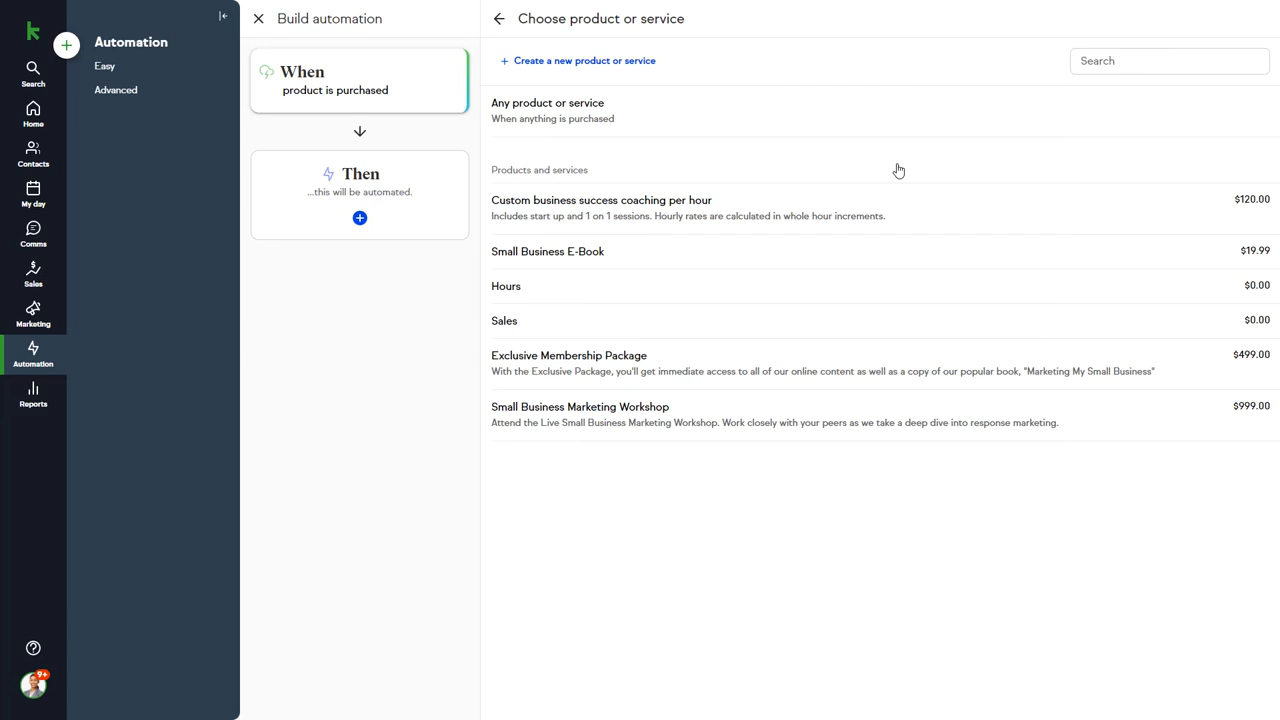 Search
Home
Contacts
My day
Comms
Sales
Marketing
Automation
Reports
9+
Automation
Easy
Advanced
Build automation
When
product is purchased
Then
...this will be automated.
Choose product or service
Create a new product or service
Search
Any product or service
When anything is purchased
Products and services
Custom business success coaching per hour $120.00
Includes start up and 1 on 1 sessions. Hourly rates are calculated in whole hour increments.
Small Business E-Book $19.99
Hours $0.00
Sales $0.00
Exclusive Membership Package $499.00
With the Exclusive Package, you'll get immediate access to all of our online content as well as a copy of our popular book, "Marketing My Small Business"
Small Business Marketing Workshop $999.00
Attend the Live Small Business Marketing Workshop. Work closely with your peers as we take a deep dive into response marketing.